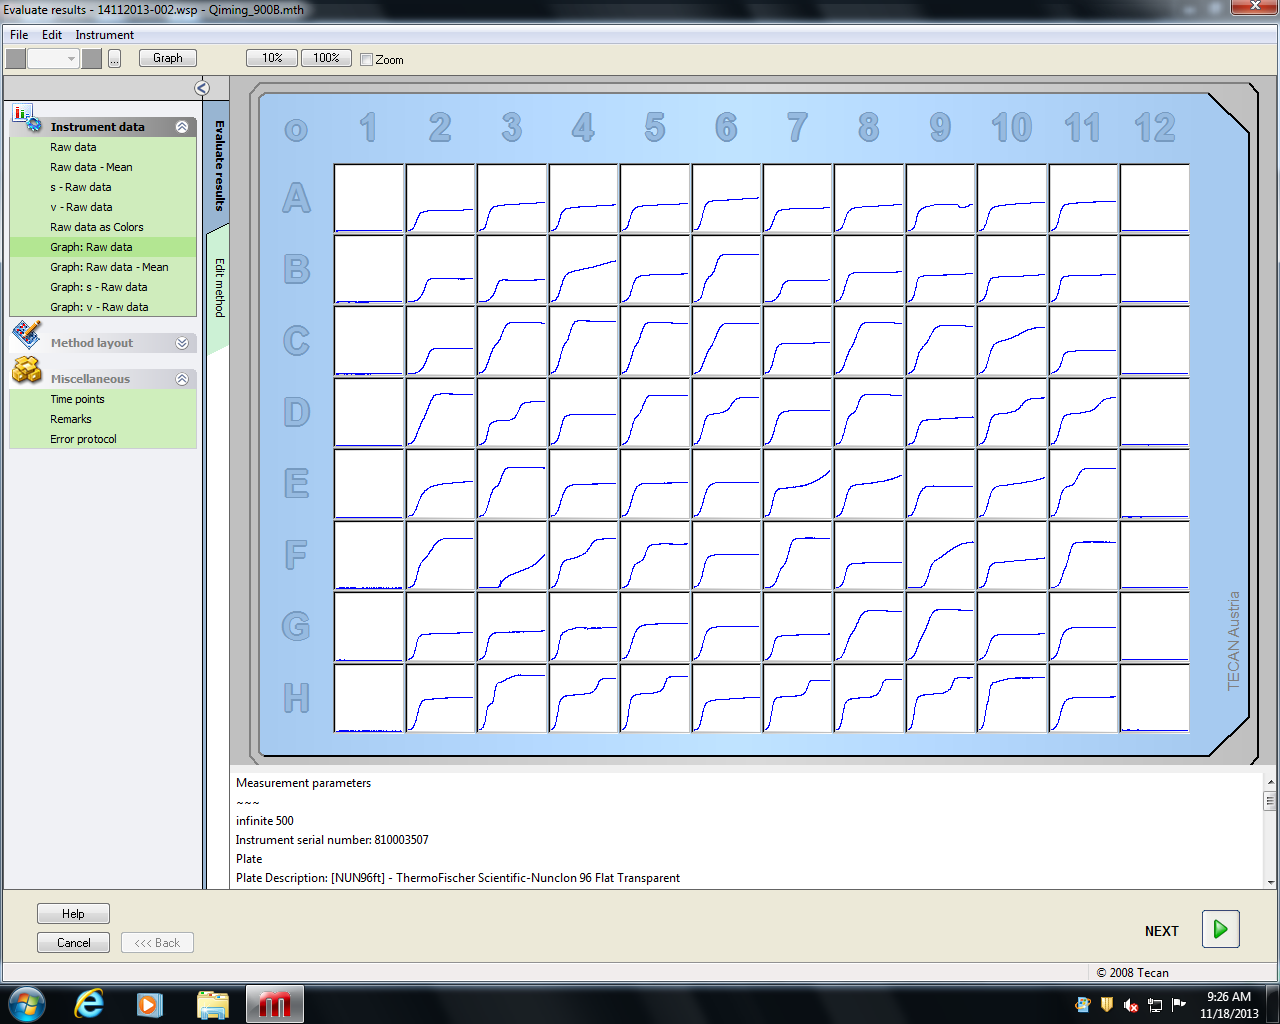 Evaluate results - 14112013-002.wsp - Qiming_900B.mth
File Edit Instrument
... Graph 10% 100% Zoom
Instrument data
Raw data
Raw data - Mean
s - Raw data
v - Raw data
Raw data as Colors
Graph: Raw data
Graph: Raw data - Mean
Graph: s - Raw data
Graph: v - Raw data
Method layout
Miscellaneous
Time points
Remarks
Error protocol
Evaluate results
Edit method
o 1 2 3 4 5 6 7 8 9 10 11 12
A
B
C
D
E
F
G
H
TECAN Austria
Measurement parameters
~~~
infinite 500
Instrument serial number: 810003507
Plate
Plate Description: [NUN96ft] - ThermoFischer Scientific-Nunclon 96 Flat Transparent
Help
Cancel <<< Back
NEXT
© 2008 Tecan
9:26 AM
11/18/2013